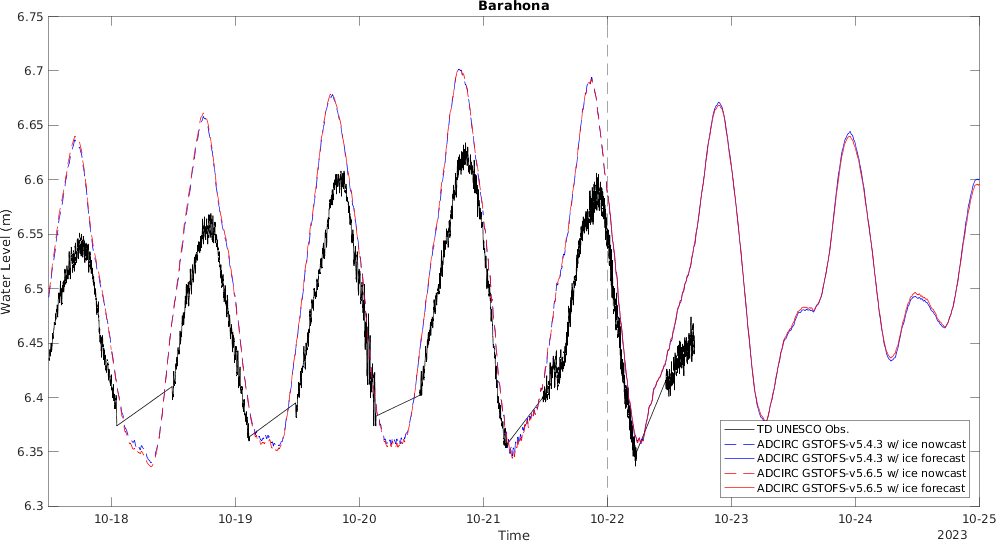 Barahona
6.75
6.7
6.65
6.6
6.55
6.5
6.45
6.4
6.35
6.3
Water Level (m)
TD UNESCO Obs.
ADCIRC GSTOFS-v5.4.3 w/ ice nowcast
ADCIRC GSTOFS-v5.4.3 w/ ice forecast
ADCIRC GSTOFS-v5.6.5 w/ ice nowcast
ADCIRC GSTOFS-v5.6.5 w/ ice forecast
10-18 10-19 10-20 10-21 10-22 10-23 10-24 10-25
Time
2023